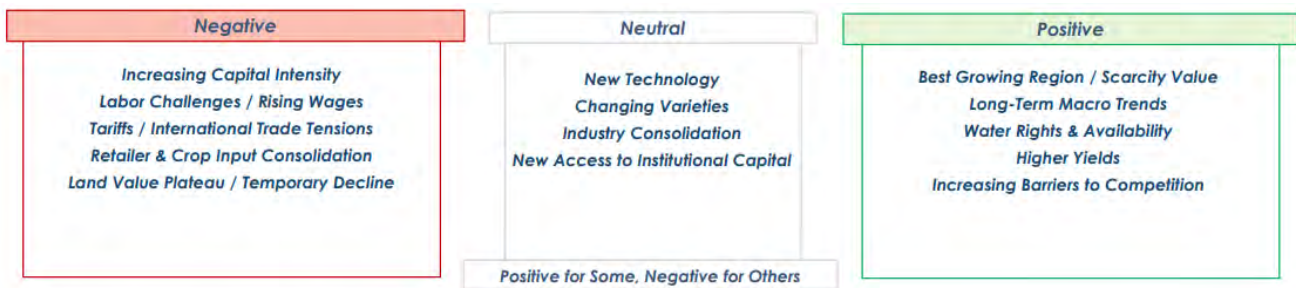 Negative
Increasing Capital Intensity
Labor Challenges / Rising Wages
Tariffs / International Trade Tensions
Retailer & Crop Input Consolidation
Land Value Plateau / Temporary Decline
Neutral
New Technology
Changing Varieties
Industry Consolidation
New Access to Institutional Capital
Positive for Some, Negative for Others
Positive
Best Growing Region / Scarcity Value
Long-Term Macro Trends
Water Rights & Availability
Higher Yields
Increasing Barriers to Competition